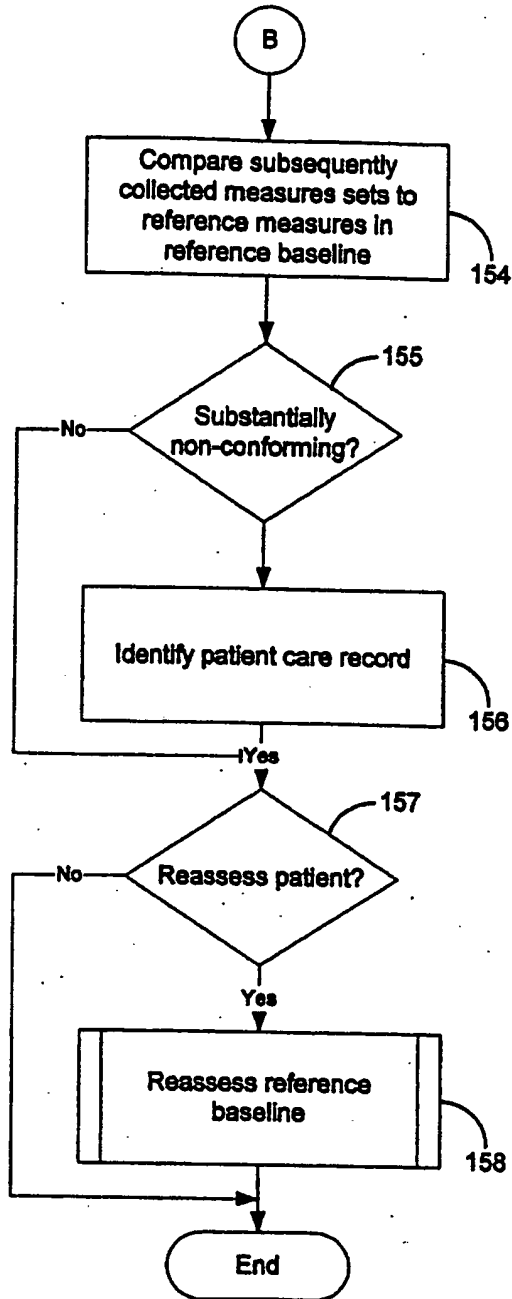 B
Compare subsequently
collected measures sets to
reference measures in
reference baseline
154
155
Substantially
non-conforming?
No
Identify patient care record
156
Yes
157
Reassess patient?
No
Yes
Reassess reference
baseline
158
End